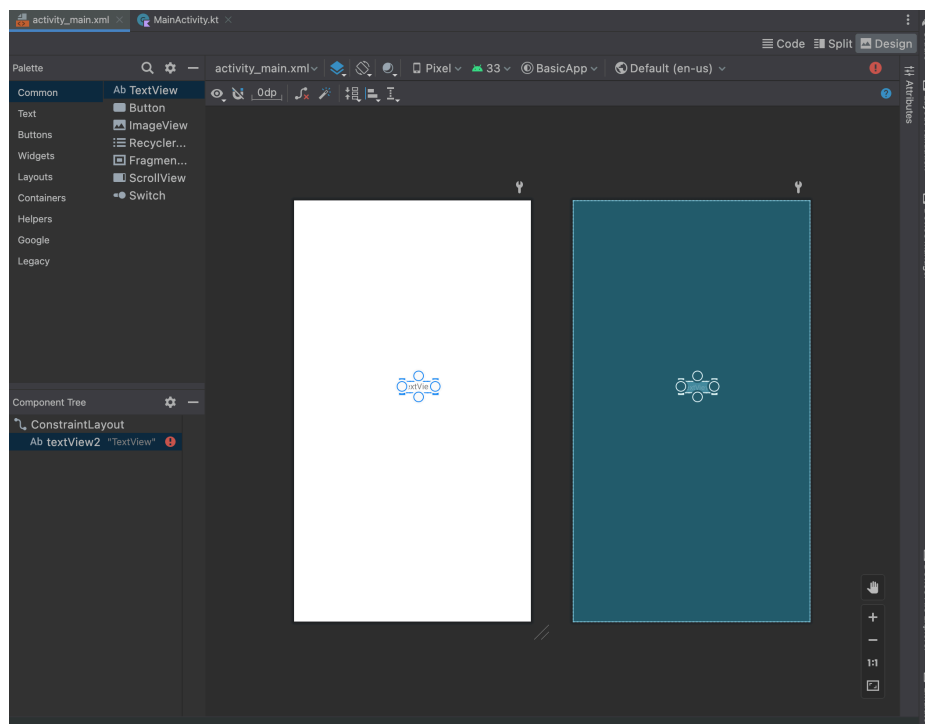 activity_main.xml MainActivity.kt
Code Split Design
Palette activity_main.xml Pixel 33 BasicApp Default (en-us)
Common Ab TextView 0dp Attributes
Button
Text
ImageView
Buttons
Recycler...
Widgets
Fragmen...
Layouts
ScrollView
Containers
Switch
Helpers
Google
Legacy
Component Tree
ConstraintLayout
Ab textView2 "TextView"
1:1